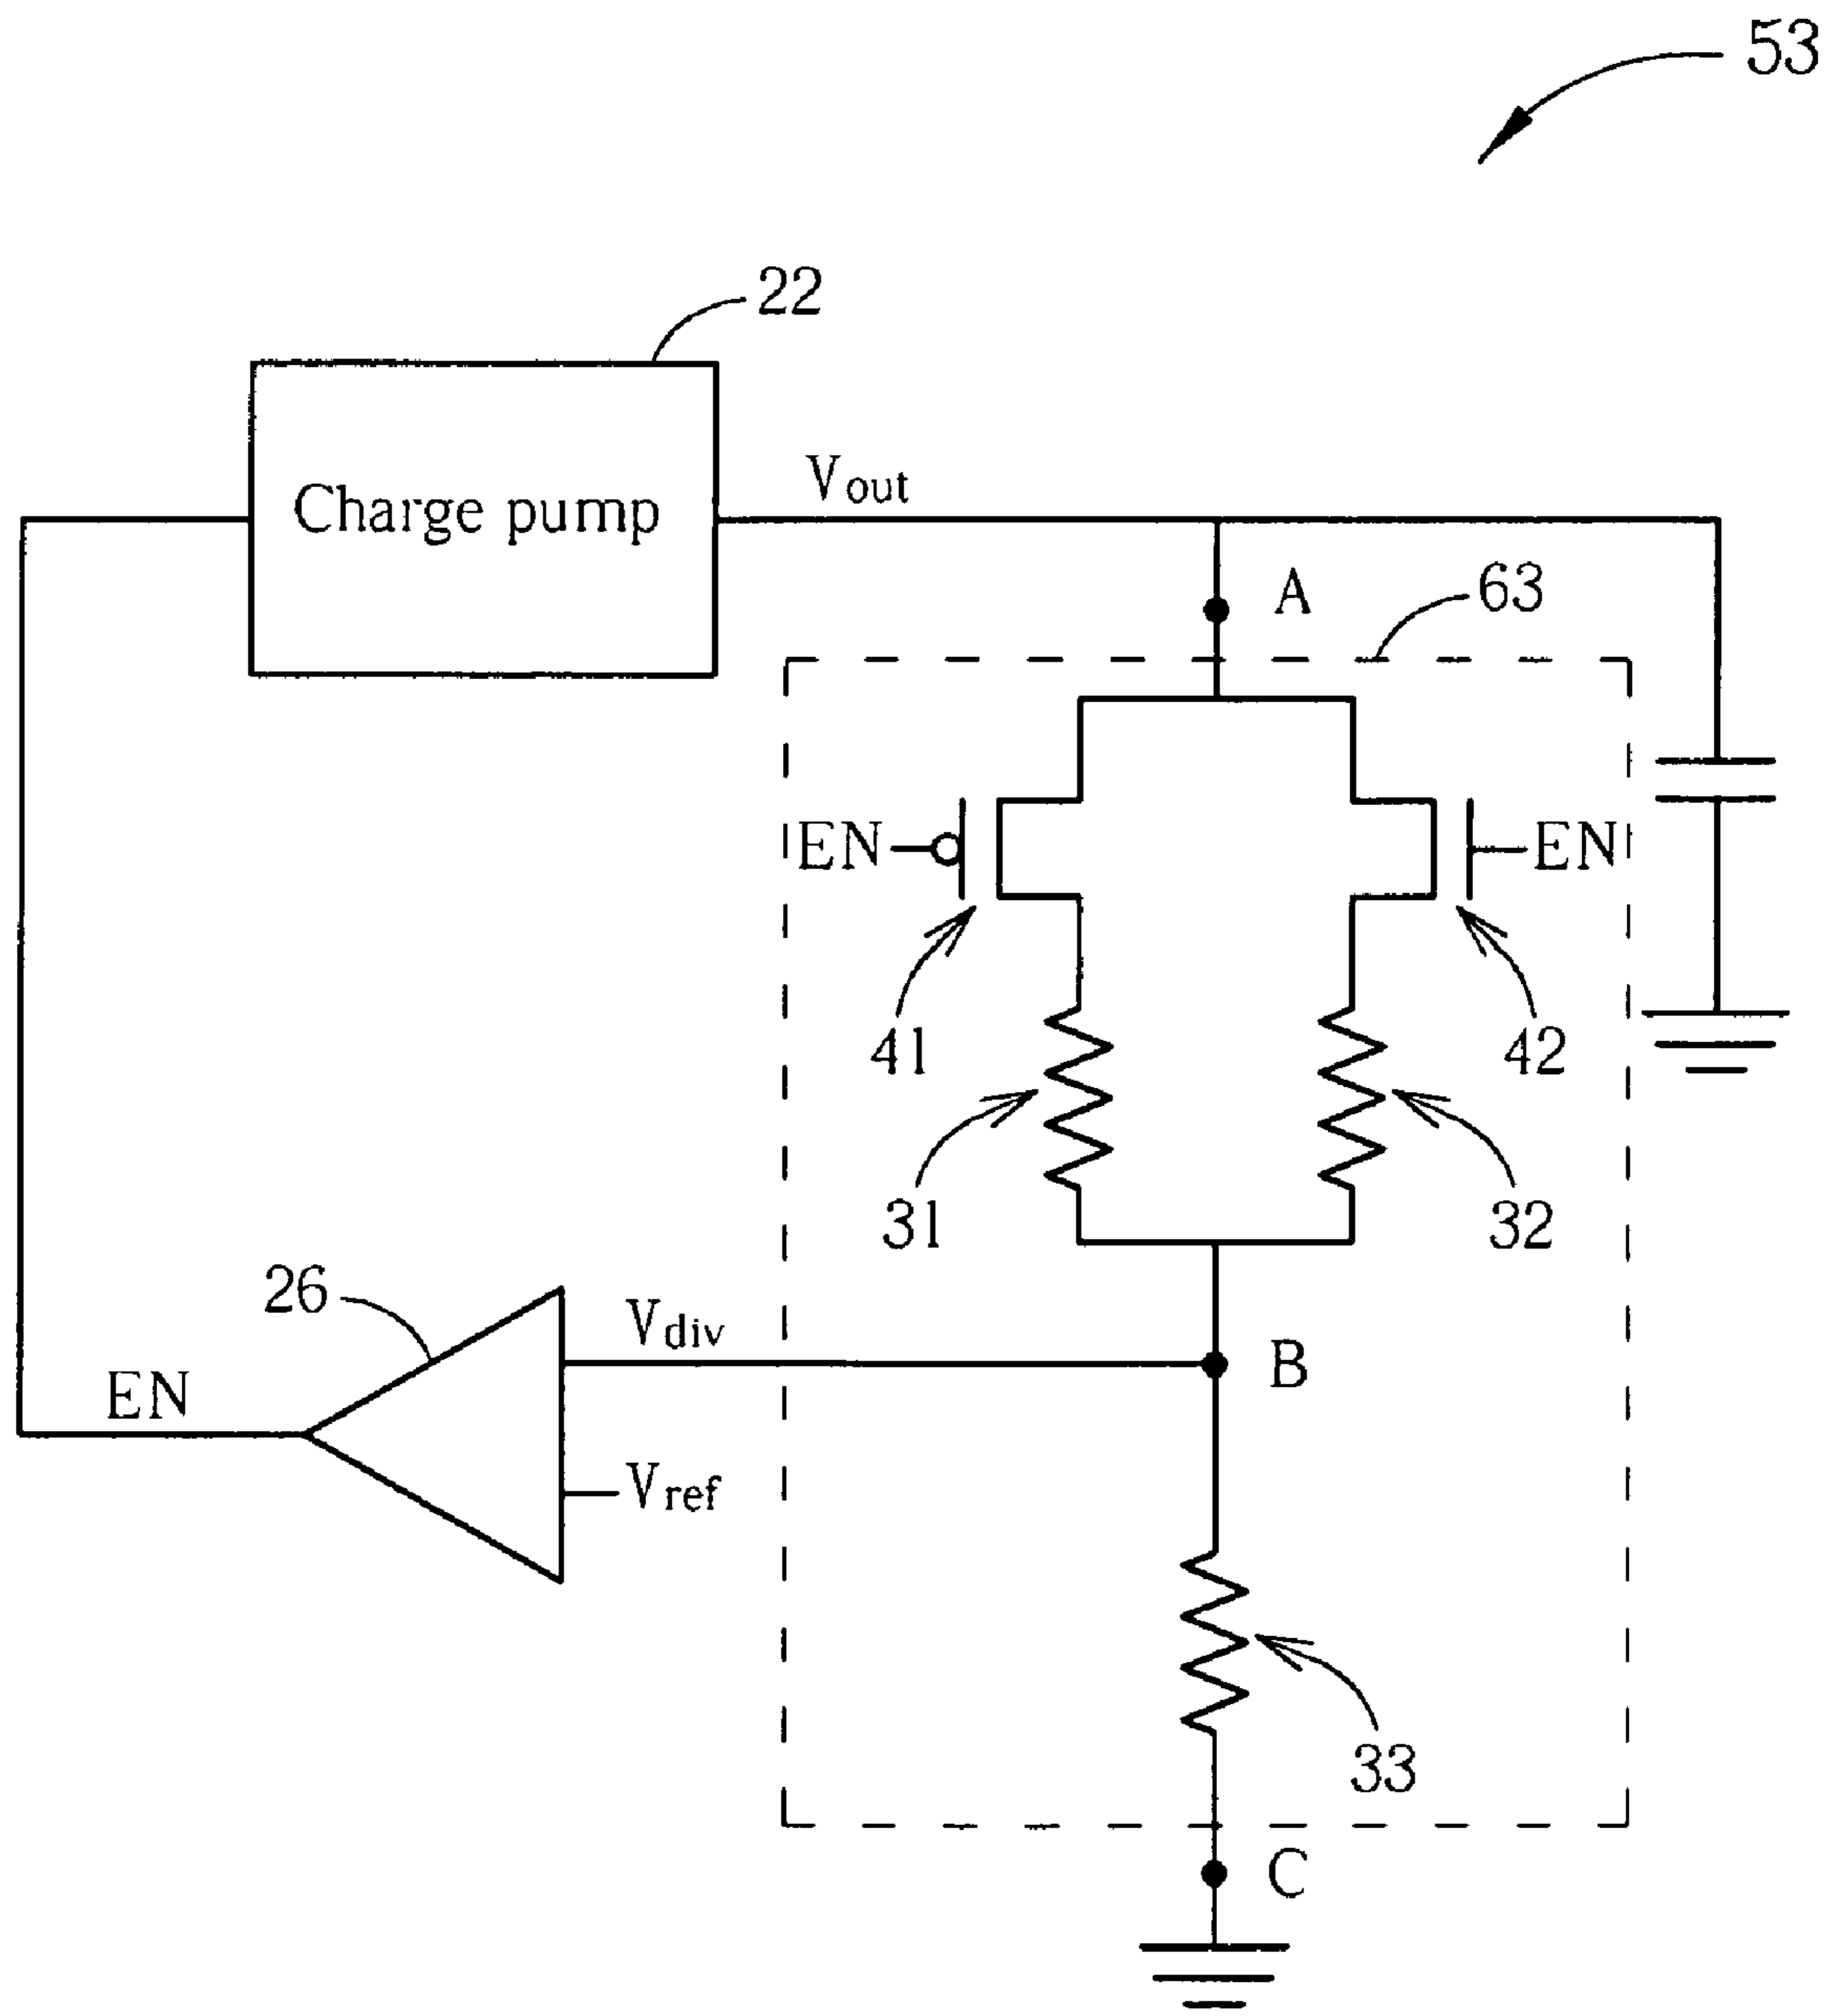 53
22
Charge pump
Vout
A
63
EN
EN
41
42
31
32
26
Vdiv
B
EN
Vref
33
C